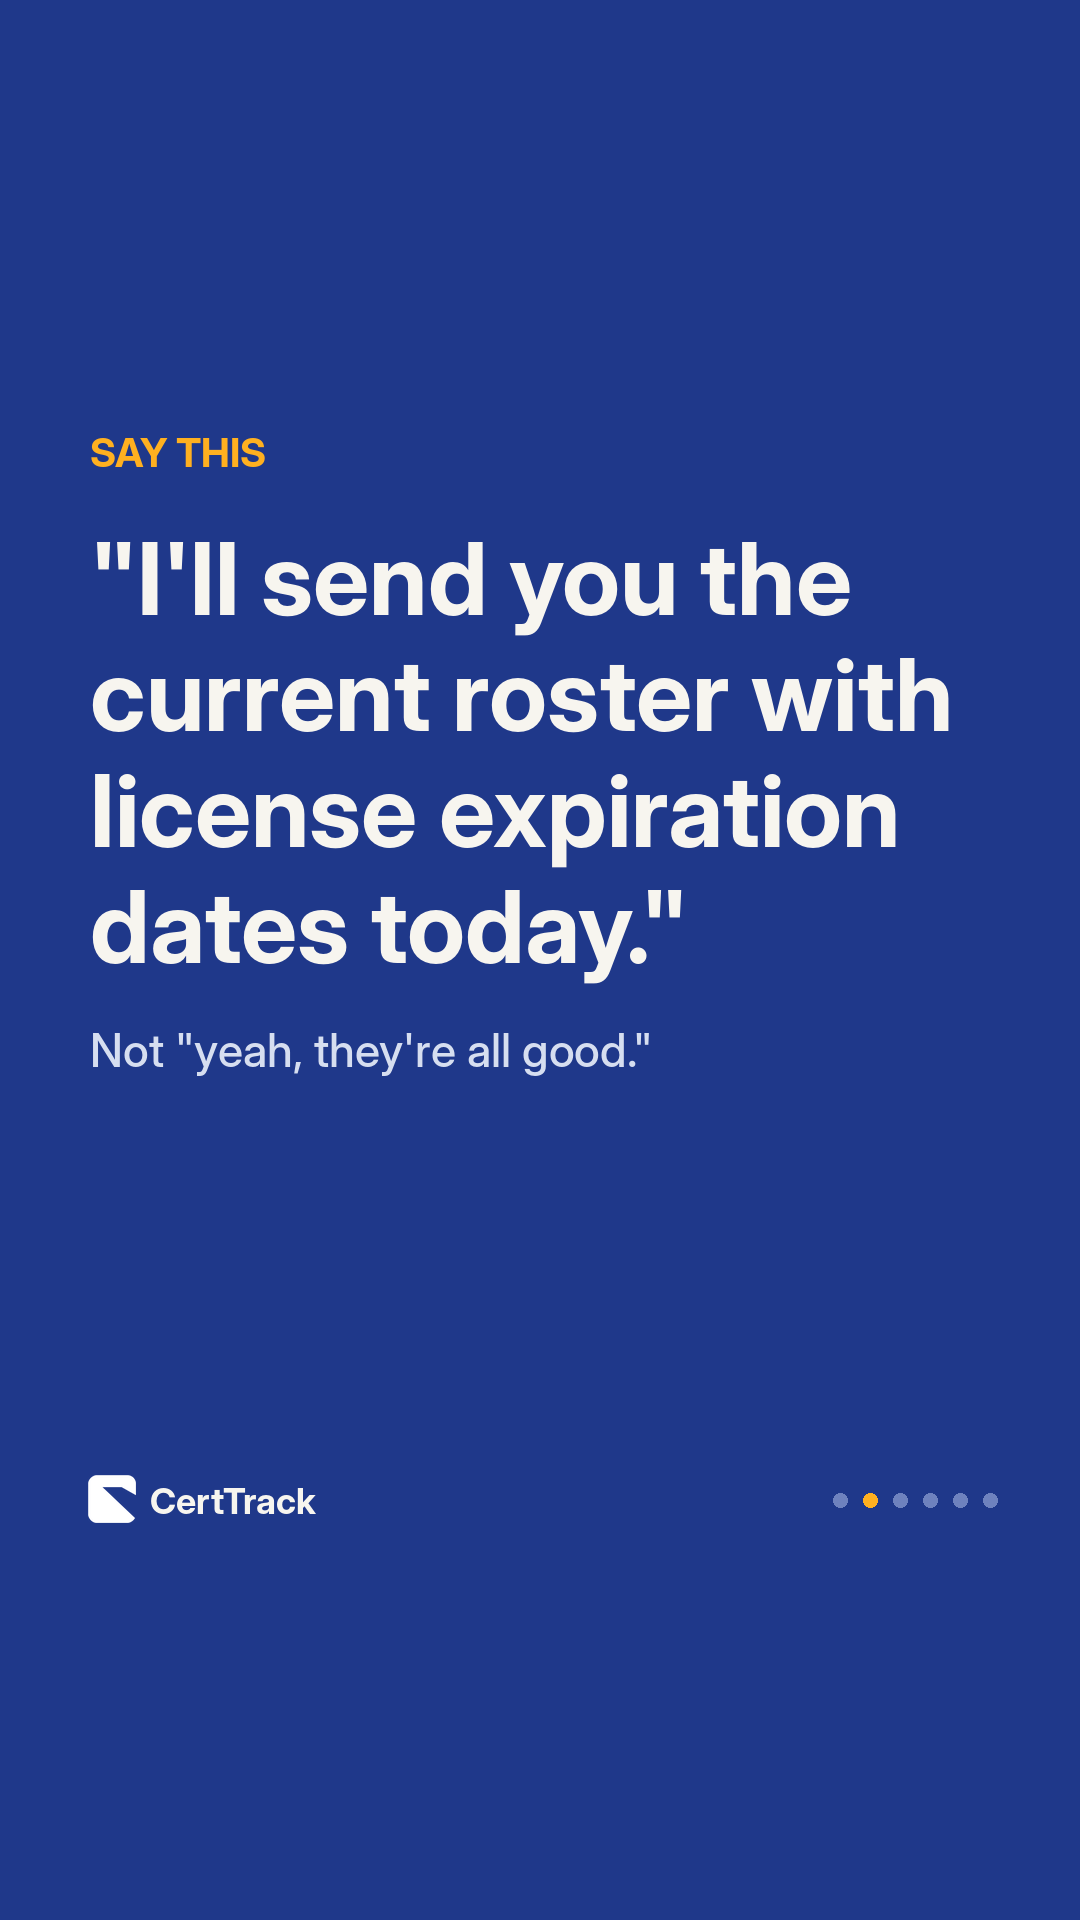 SAY THIS
"I'll send you the
current roster with
license expiration
dates today."
Not "yeah, they're all good."
CertTrack